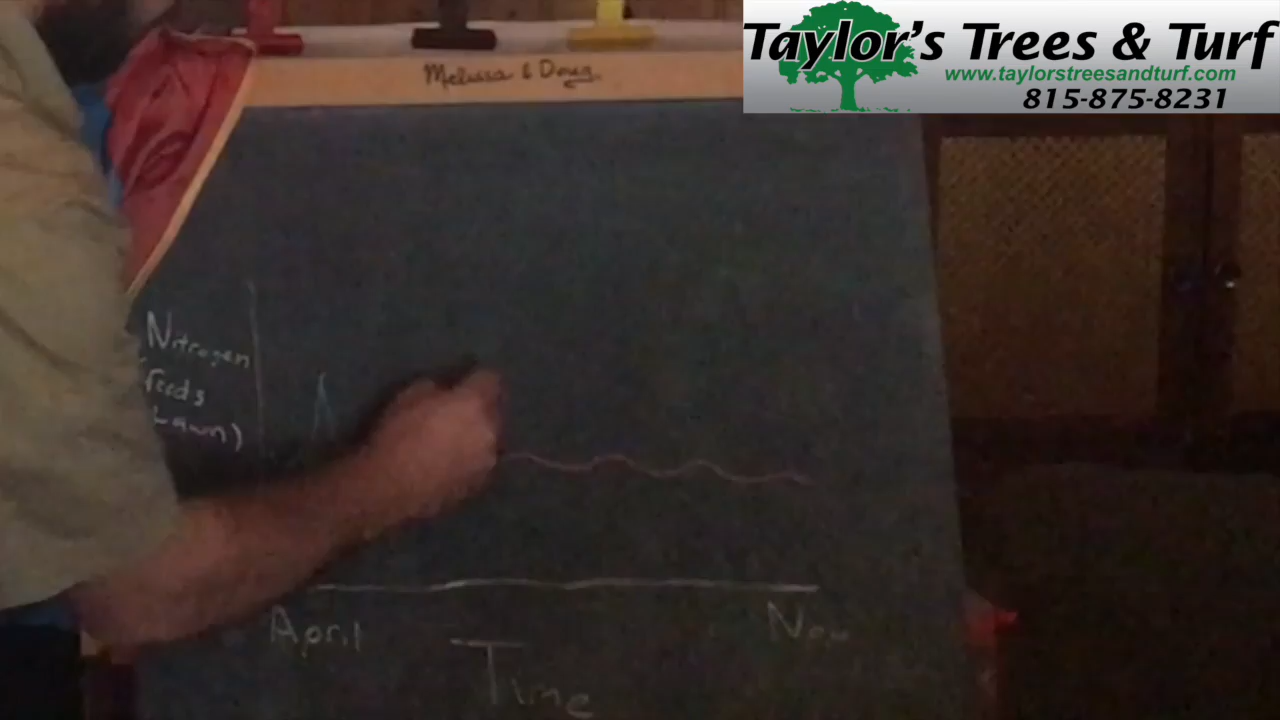 Taylor's Trees & Turf
www.taylorstreesandturf.com
815-875-8231
Melissa & Doug
Nitrogen
Feeds
Lawn)
April
Nov
Time